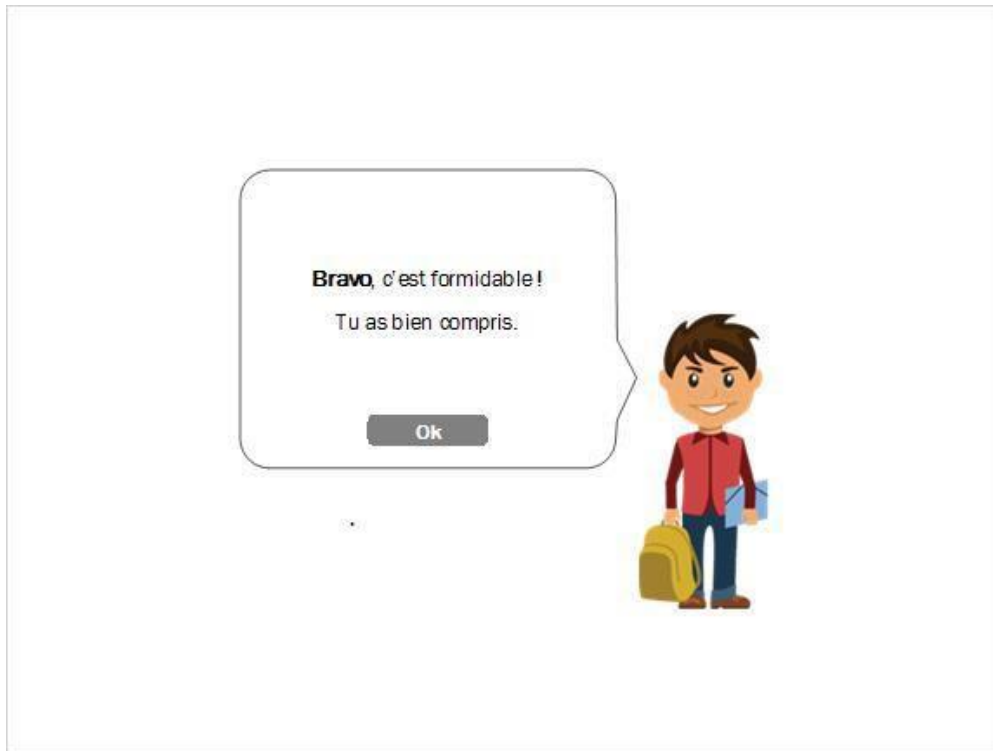 Bravo, c'est formidable !
Tu as bien compris.
Ok
.